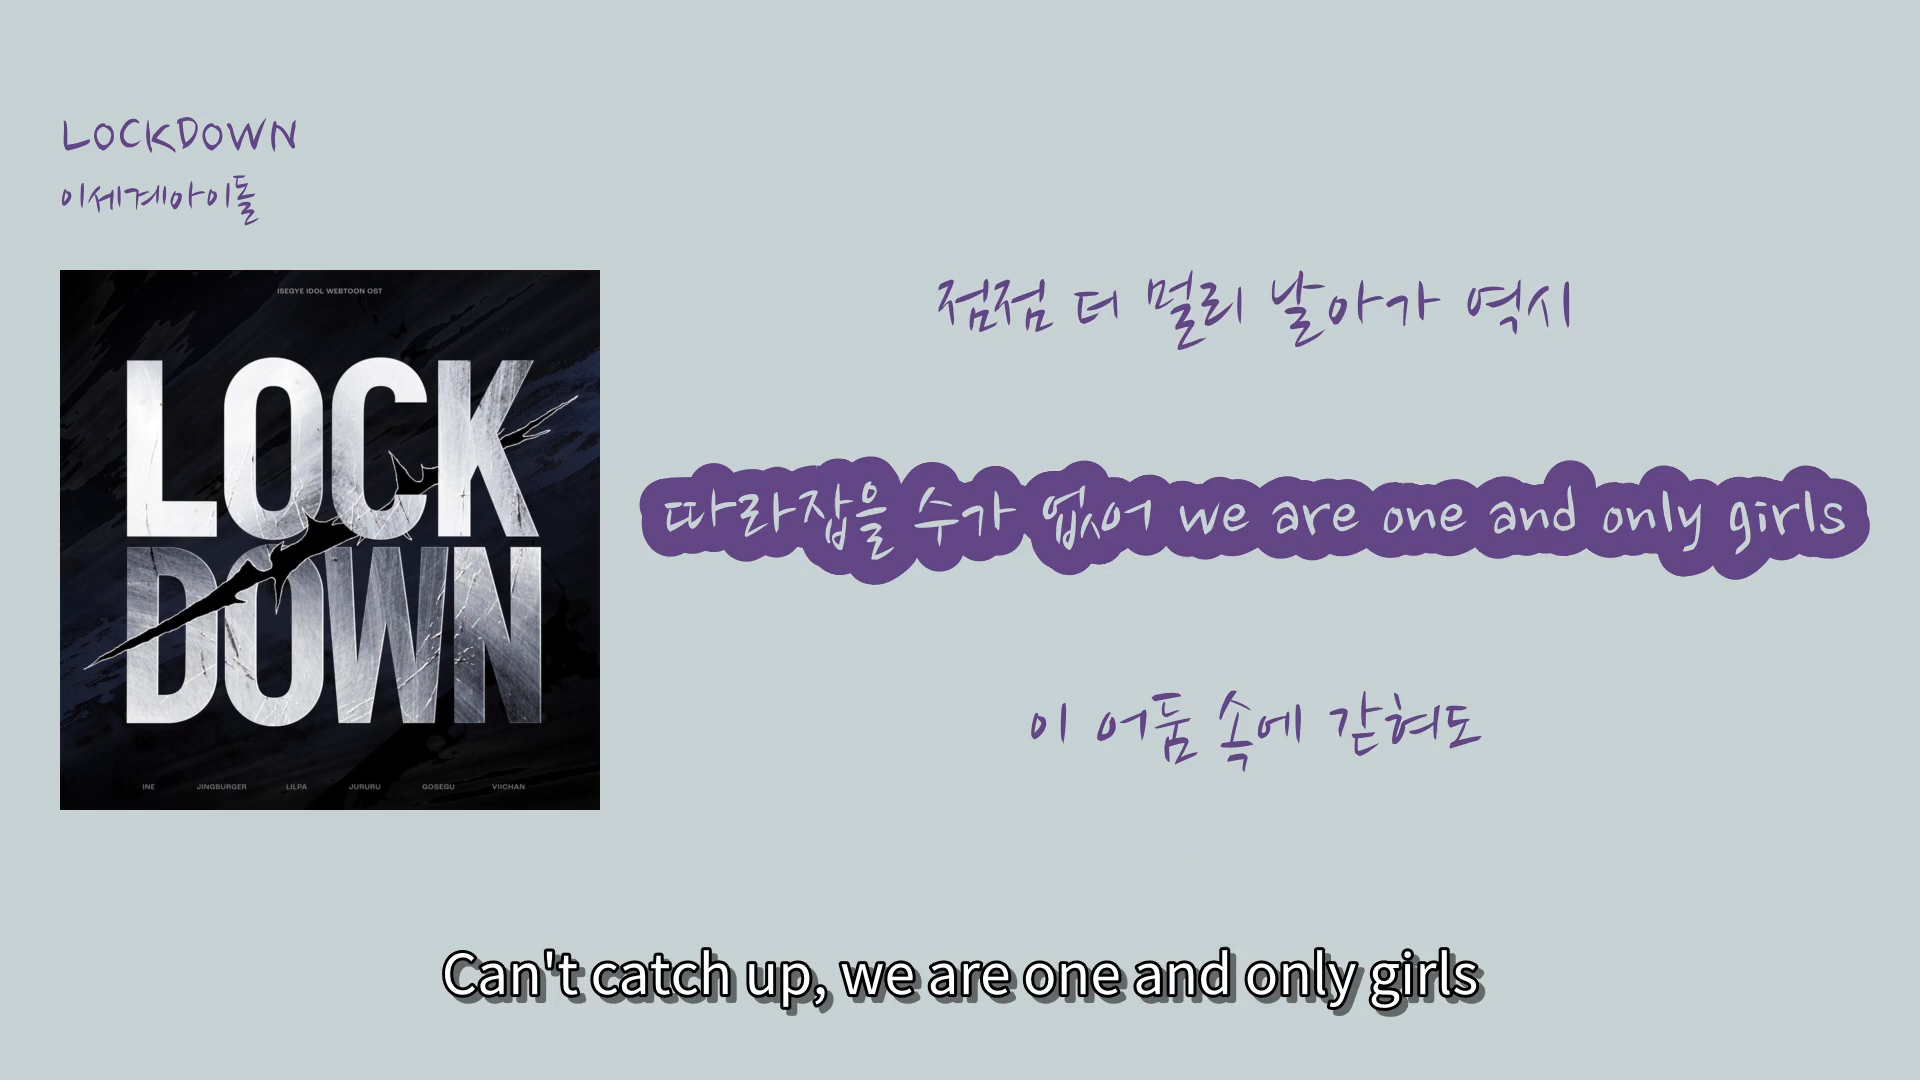 LOCKDOWN
이세계아이돌
ISEGYE IDOL WEBTOON OST
LOCK
DOWN
INE JINGBURGER LILPA JURURU GOSEGU VIICHAN
점점 더 멀리 날아가 역시
따라잡을 수가 없어 we are one and only girls
이 어둠 속에 갇혀도
Can't catch up, we are one and only girls